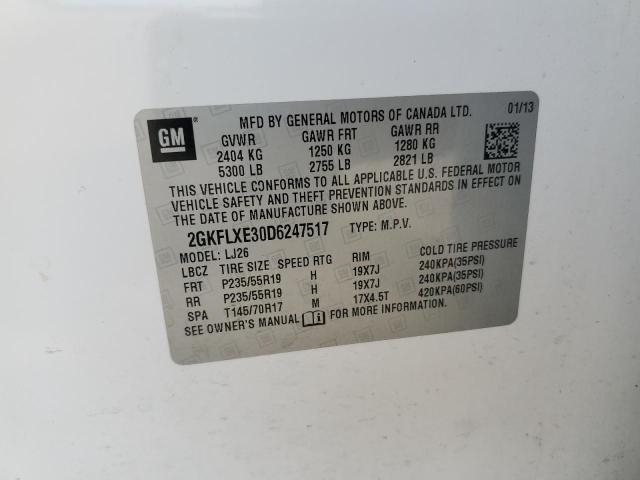 MFD BY GENERAL MOTORS OF CANADA LTD. 01/13
GM®
GVWR GAWR FRT GAWR RR
2404 KG 1250 KG 1280 KG
5300 LB 2755 LB 2821 LB
THIS VEHICLE CONFORMS TO ALL APPLICABLE U.S. FEDERAL MOTOR
VEHICLE SAFETY AND THEFT PREVENTION STANDARDS IN EFFECT ON
THE DATE OF MANUFACTURE SHOWN ABOVE.
2GKFLXE30D6247517 TYPE: M.P.V.
MODEL: LJ26
LBCZ TIRE SIZE SPEED RTG RIM COLD TIRE PRESSURE
FRT P235/55R19 H 19X7J 240KPA(35PSI)
RR P235/55R19 H 19X7J 240KPA(35PSI)
SPA T145/70R17 M 17X4.5T 420KPA(60PSI)
SEE OWNER'S MANUAL FOR MORE INFORMATION.